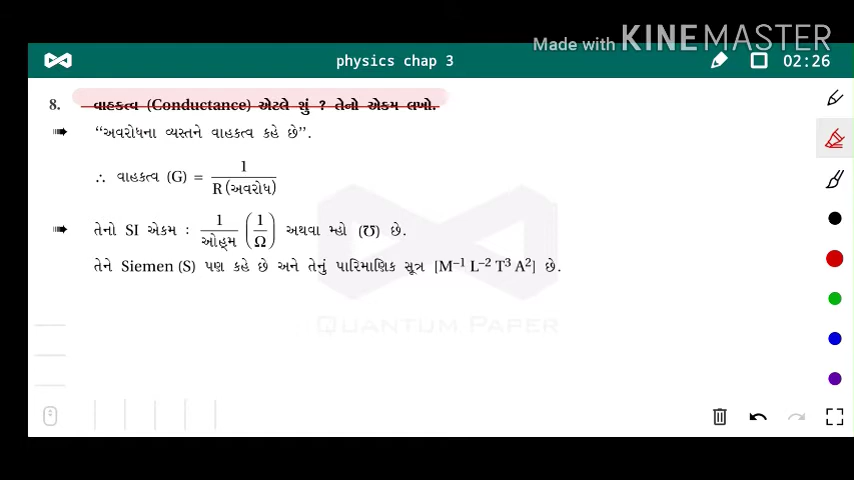 Made with KINEMASTER
physics chap 3
02:26
8. વાહકત્વ (Conductance) એટલે શું ? તેનો એકમ લખો.
➠ “અવરોધના વ્યસ્તને વાહકત્વ કહે છે”.
∴ વાહકત્વ (G) = 1 / R (અવરોધ)
➠ તેનો SI એકમ : 1 / ઓહ્મ (1 / Ω) અથવા મ્હો (℧) છે.
તેને Siemen (S) પણ કહે છે અને તેનું પારિમાણિક સૂત્ર [M⁻¹ L⁻² T³ A²] છે.
QUANTUM PAPER